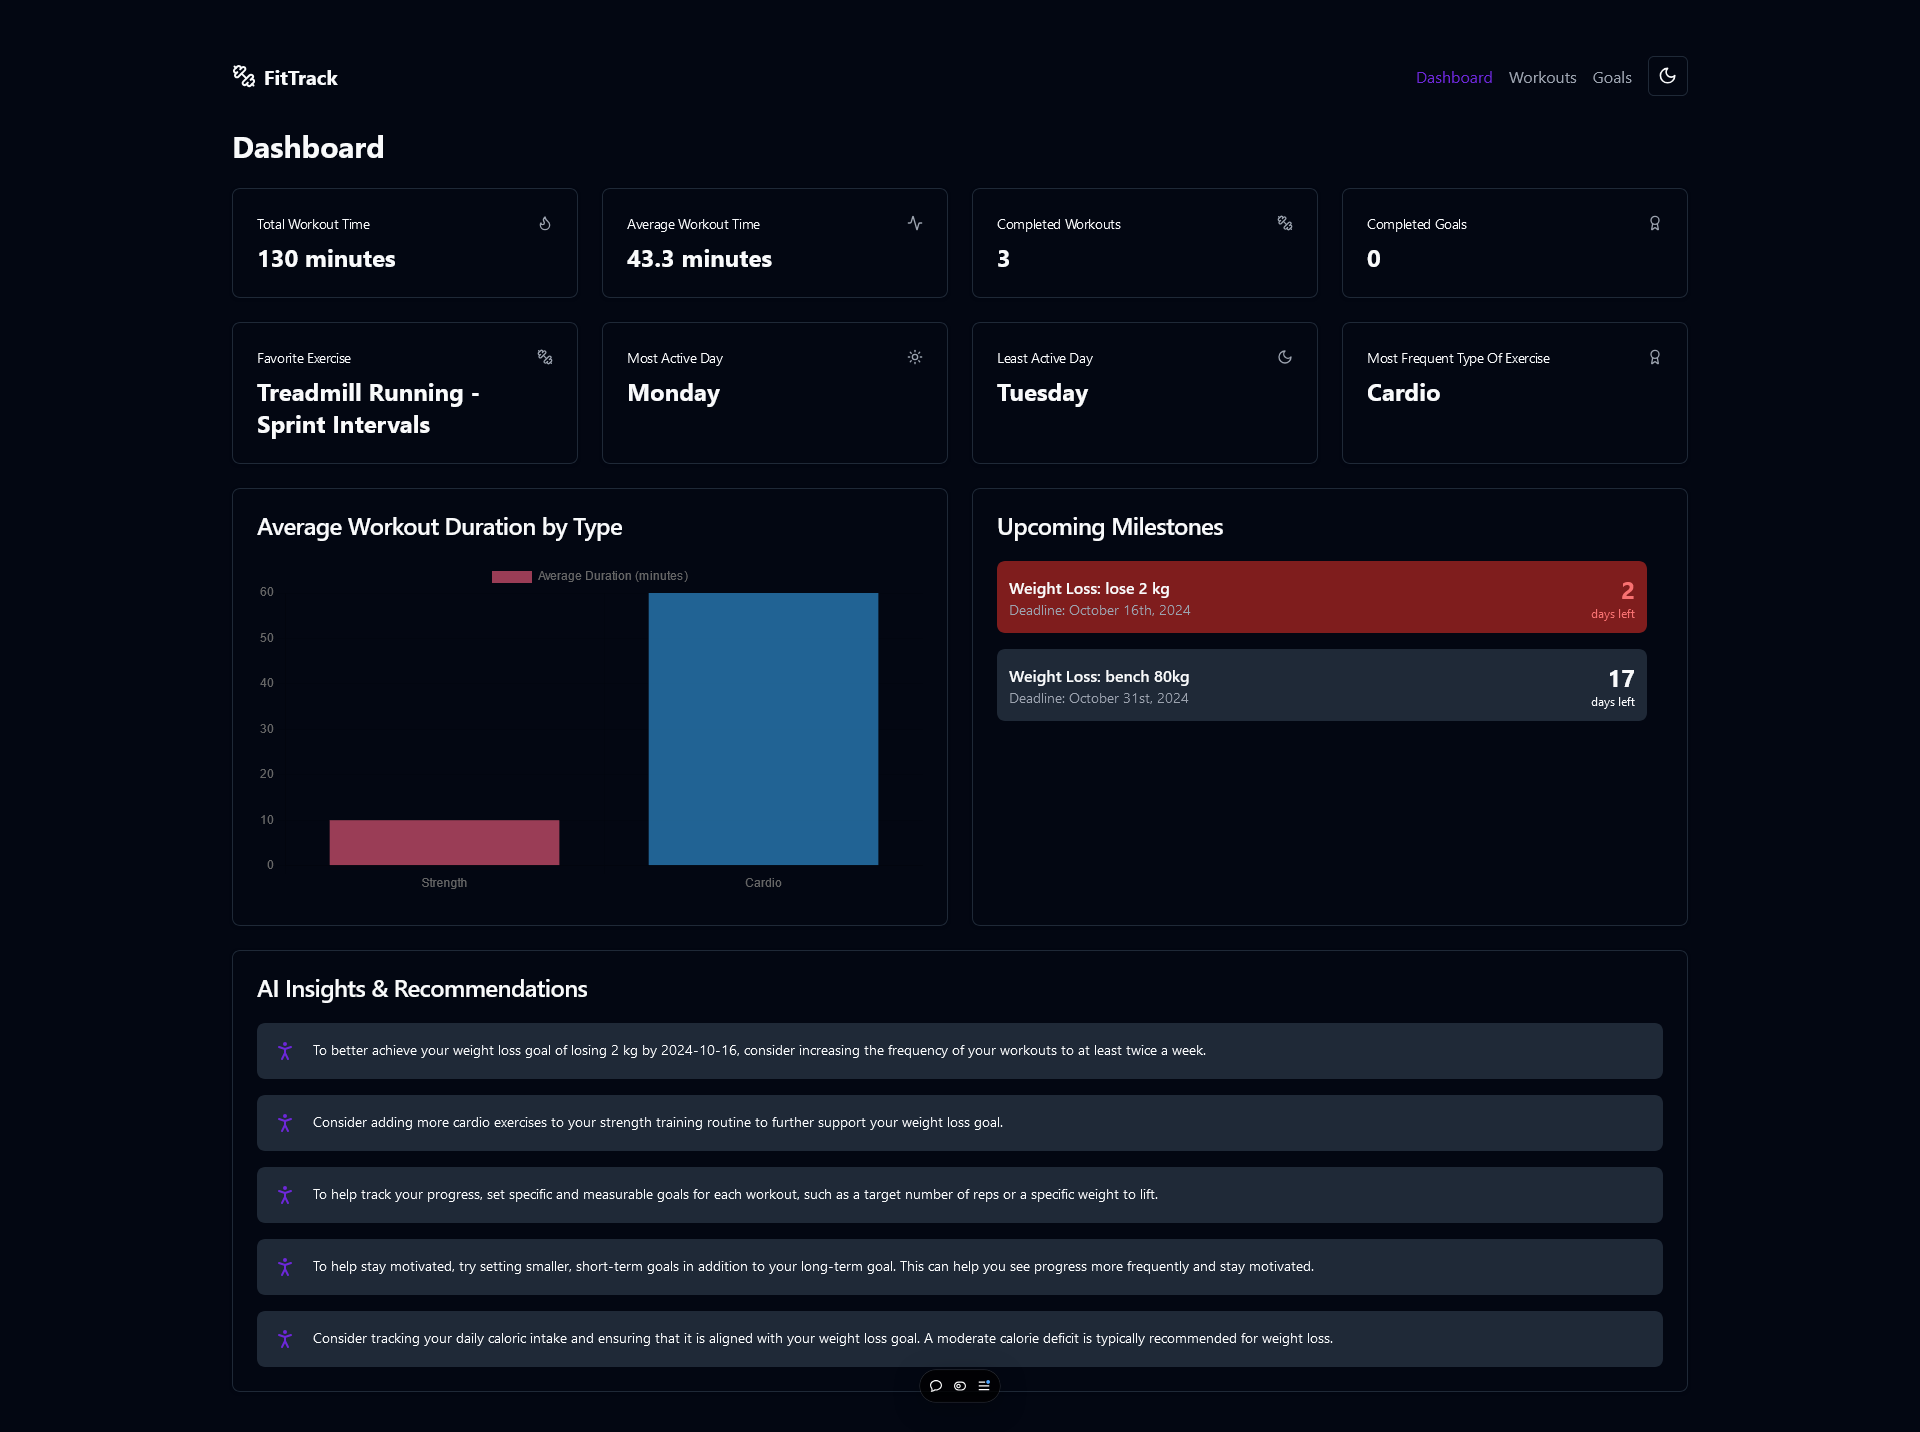 FitTrack
Dashboard Workouts Goals
Dashboard
Total Workout Time
130 minutes
Average Workout Time
43.3 minutes
Completed Workouts
3
Completed Goals
0
Favorite Exercise
Treadmill Running -
Sprint Intervals
Most Active Day
Monday
Least Active Day
Tuesday
Most Frequent Type Of Exercise
Cardio
Average Workout Duration by Type
Average Duration (minutes)
60
50
40
30
20
10
0
Strength
Cardio
Upcoming Milestones
Weight Loss: lose 2 kg
Deadline: October 16th, 2024
2
days left
Weight Loss: bench 80kg
Deadline: October 31st, 2024
17
days left
AI Insights & Recommendations
To better achieve your weight loss goal of losing 2 kg by 2024-10-16, consider increasing the frequency of your workouts to at least twice a week.
Consider adding more cardio exercises to your strength training routine to further support your weight loss goal.
To help track your progress, set specific and measurable goals for each workout, such as a target number of reps or a specific weight to lift.
To help stay motivated, try setting smaller, short-term goals in addition to your long-term goal. This can help you see progress more frequently and stay motivated.
Consider tracking your daily caloric intake and ensuring that it is aligned with your weight loss goal. A moderate calorie deficit is typically recommended for weight loss.